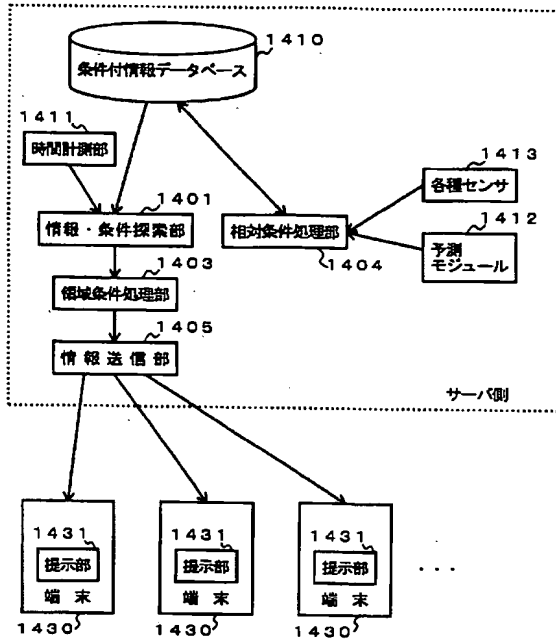 1410
条件付情報データベース
1411
時間計測部
1413
各種センサ
1401
情報・条件探索部
相対条件処理部
1412
予測
モジュール
1403
1404
領域条件処理部
1405
情報送信部
サーバ側
1431
1431
1431
提示部
提示部
提示部
...
端末
端末
端末
1430
1430
1430